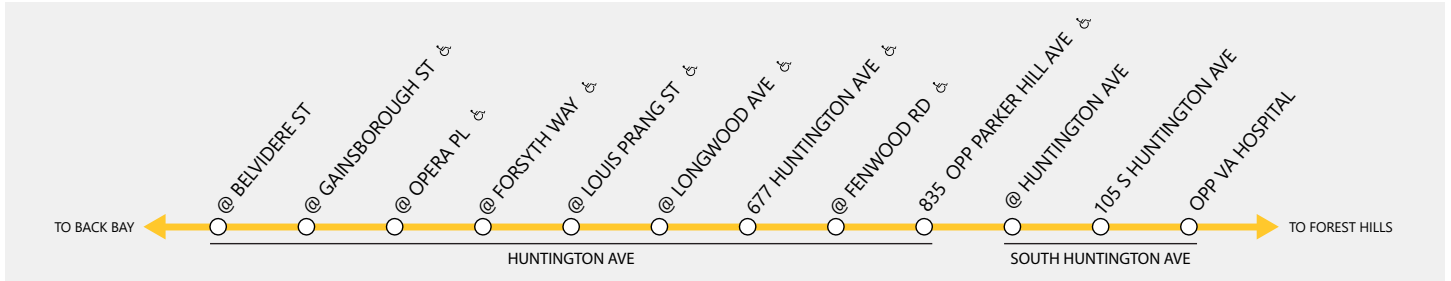 @ BELVIDERE ST
@ GAINSBOROUGH ST
@ OPERA PL
@ FORSYTH WAY
@ LOUIS PRANG ST
@ LONGWOOD AVE
677 HUNTINGTON AVE
@ FENWOOD RD
835 OPP PARKER HILL AVE
@ HUNTINGTON AVE
105 S HUNTINGTON AVE
OPP VA HOSPITAL
TO BACK BAY
TO FOREST HILLS
HUNTINGTON AVE
SOUTH HUNTINGTON AVE